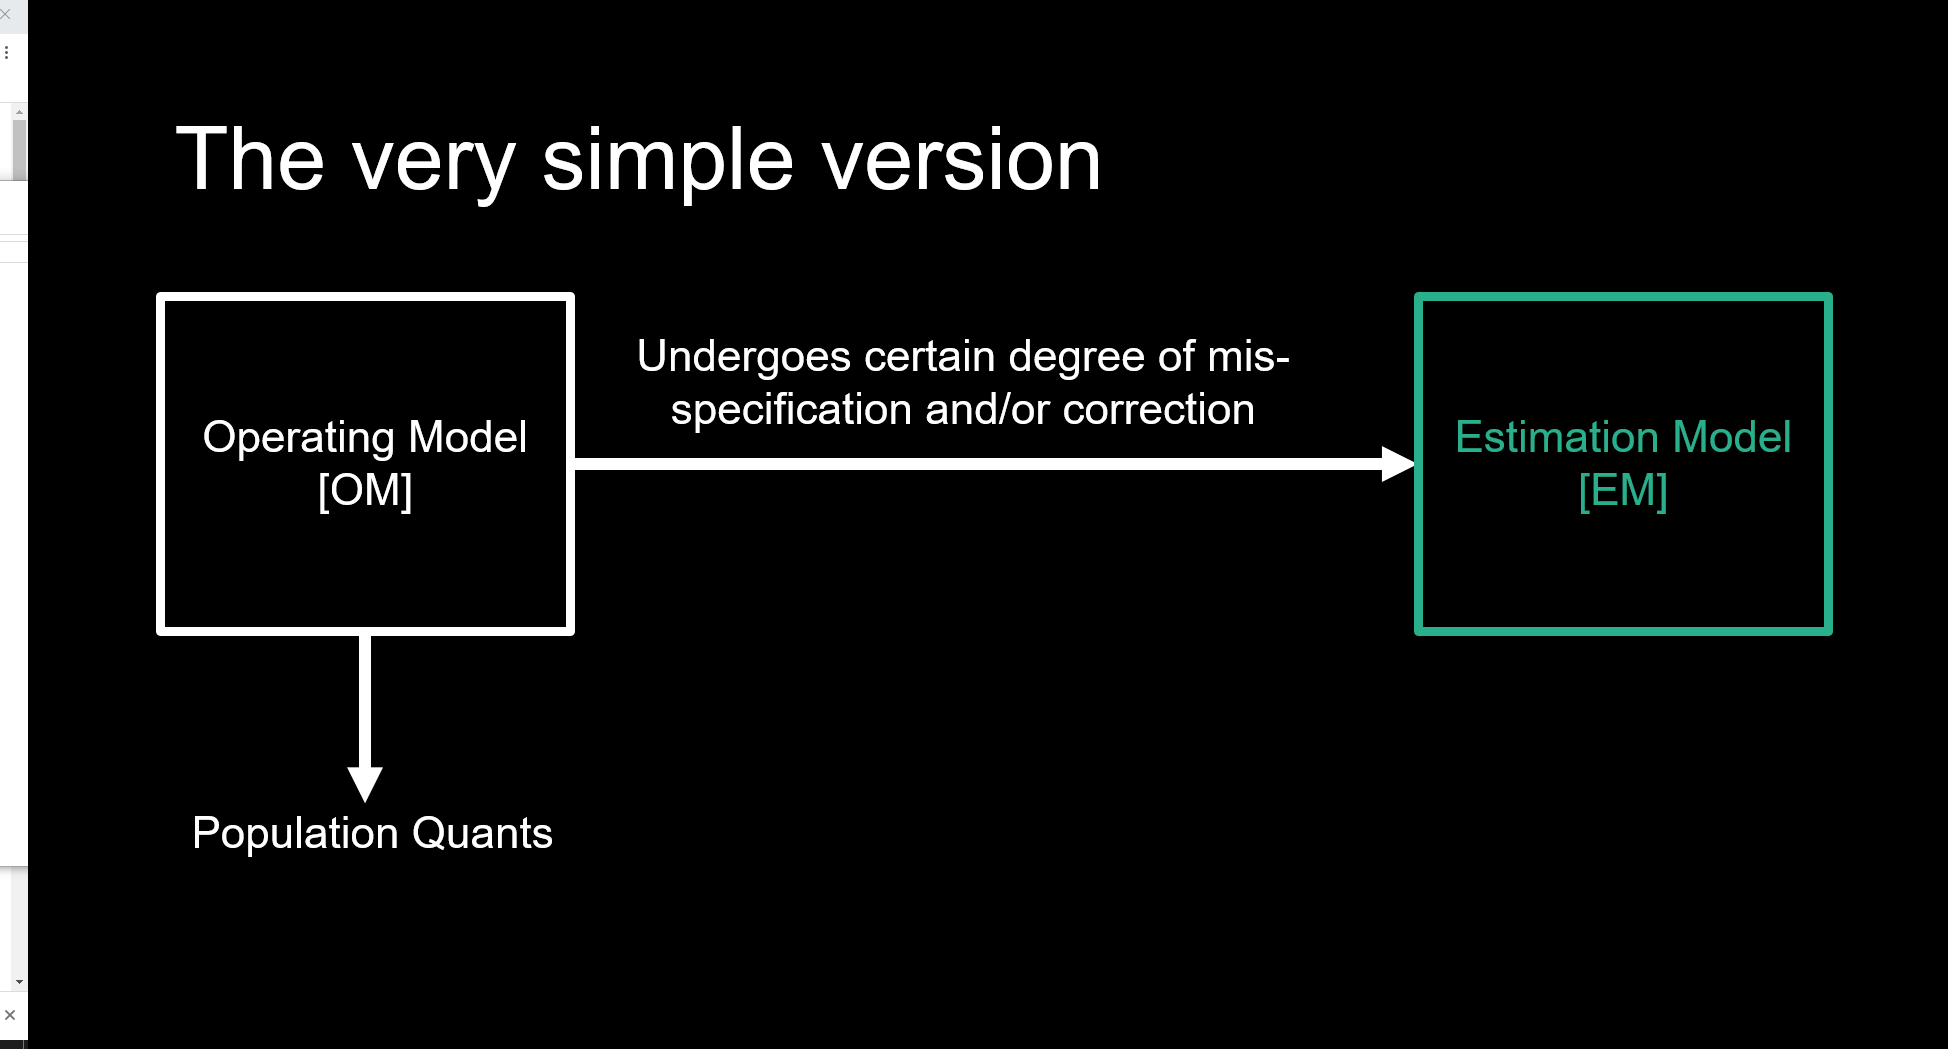 The very simple version
Undergoes certain degree of mis-
specification and/or correction
Operating Model
[OM]
Estimation Model
[EM]
Population Quants